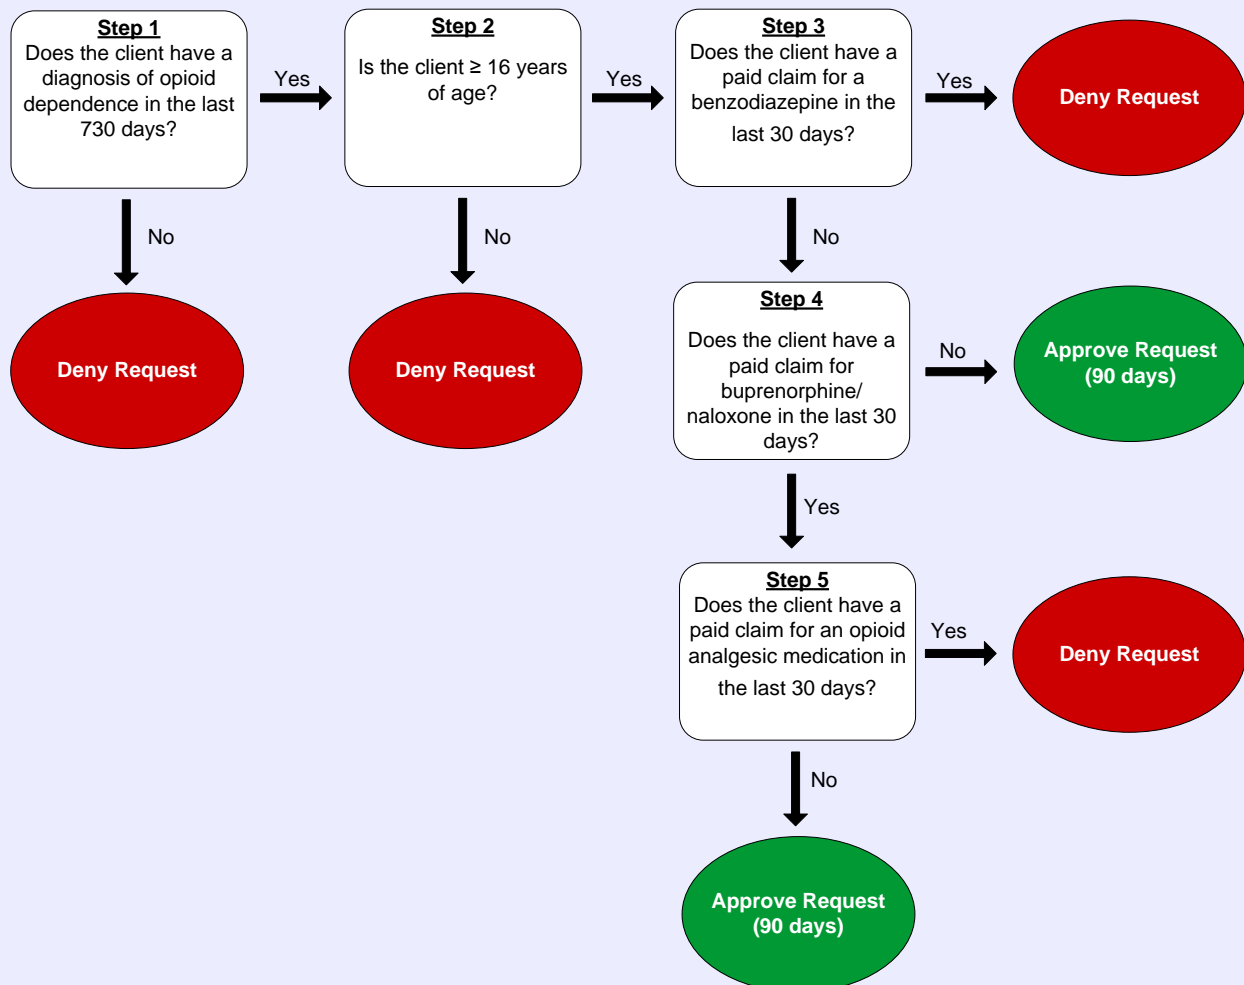 Step 1
Does the client have a
diagnosis of opioid
dependence in the last
730 days?
Yes
Step 2
Is the client ≥ 16 years
of age?
Yes
Step 3
Does the client have a
paid claim for a
benzodiazepine in the
last 30 days?
Yes
Deny Request
No
Deny Request
No
Deny Request
No
Step 4
Does the client have a
paid claim for
buprenorphine/
naloxone in the last 30
days?
No
Approve Request
(90 days)
Yes
Step 5
Does the client have a
paid claim for an opioid
analgesic medication in
the last 30 days?
Yes
Deny Request
No
Approve Request
(90 days)